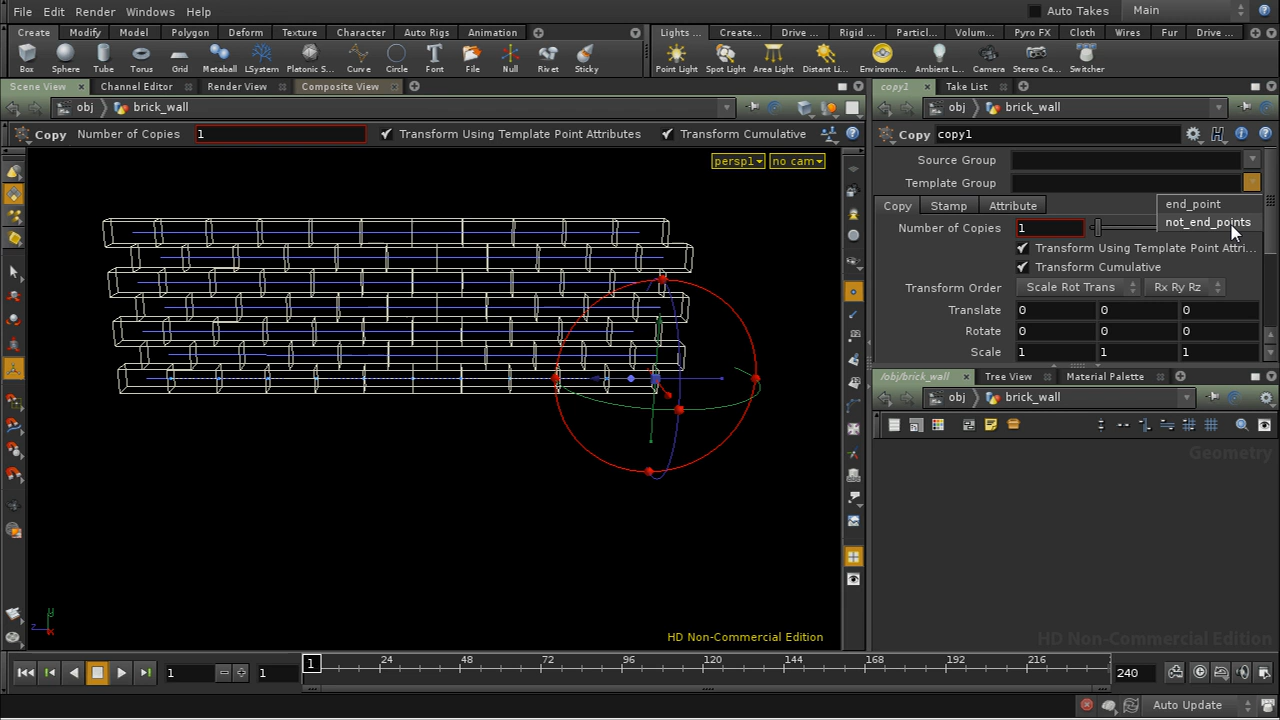 File Edit Render Windows Help Auto Takes Main
Create Modify Model Polygon Deform Texture Character Auto Rigs Animation Lights ... Create... Drive ... Rigid ... Particl... Volum... Pyro FX Cloth Wires Fur Drive ...
Box Sphere Tube Torus Grid Metaball LSystem Platonic S... Curve Circle Font File Null Rivet Sticky Point Light Spot Light Area Light Distant Li... Environm... Ambient L... Camera Stereo Ca... Switcher
Scene View Channel Editor Render View Composite View copy1 Take List
obj brick_wall obj brick_wall
Copy Number of Copies 1 Transform Using Template Point Attributes Transform Cumulative Copy copy1
persp1 no cam
Source Group
Template Group
Copy Stamp Attribute
end_point
not_end_points
Number of Copies 1
Transform Using Template Point Attri...
Transform Cumulative
Transform Order Scale Rot Trans Rx Ry Rz
Translate 0 0 0
Rotate 0 0 0
Scale 1 1 1
/obj/brick_wall Tree View Material Palette
obj brick_wall
Geometry
y
z x
HD Non-Commercial Edition
HD Non-Commercial Edition
1 1 1 24 48 72 96 120 144 168 192 216 240
Auto Update